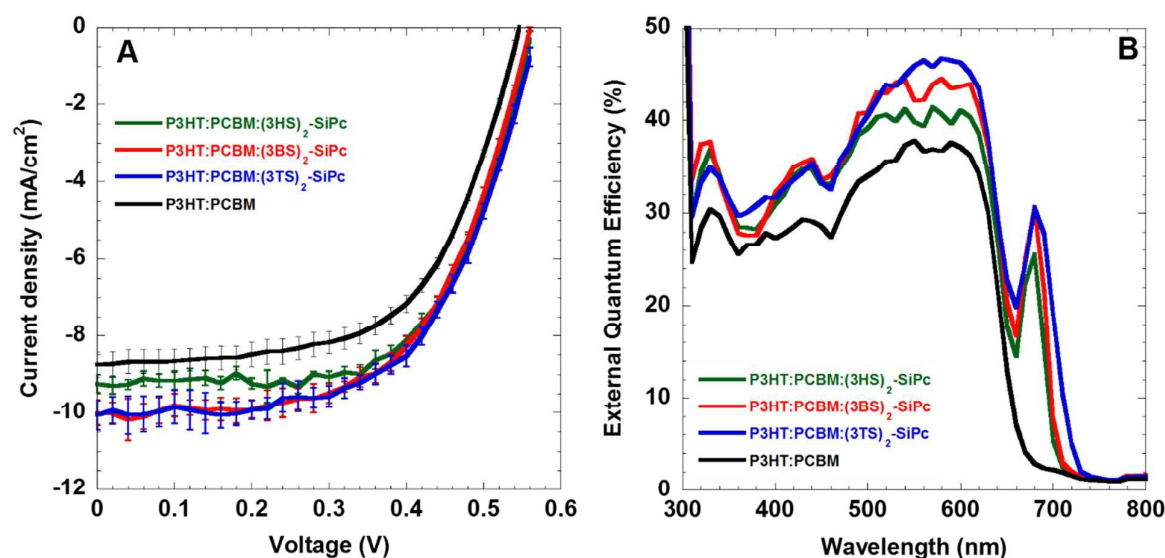 A
P3HT:PCBM:(3HS)2-SiPc
P3HT:PCBM:(3BS)2-SiPc
P3HT:PCBM:(3TS)2-SiPc
P3HT:PCBM
Current density (mA/cm2)
0
-2
-4
-6
-8
-10
-12
0
0.1
0.2
0.3
0.4
0.5
0.6
Voltage (V)
B
External Quantum Efficiency (%)
50
40
30
20
10
0
P3HT:PCBM:(3HS)2-SiPc
P3HT:PCBM:(3BS)2-SiPc
P3HT:PCBM:(3TS)2-SiPc
P3HT:PCBM
300
400
500
600
700
800
Wavelength (nm)